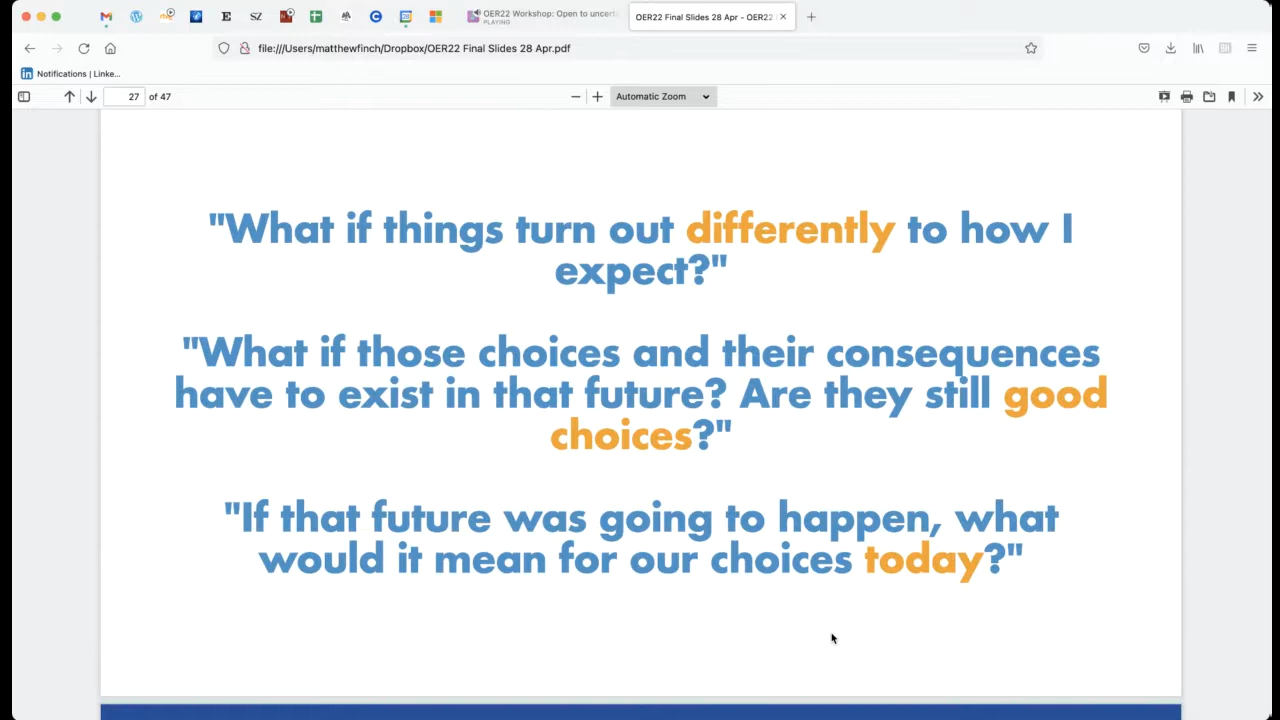 OER22 Workshop: Open to uncerta
PLAYING
OER22 Final Slides 28 Apr - OER22
file:///Users/matthewfinch/Dropbox/OER22 Final Slides 28 Apr.pdf
Notifications | Linke...
27 of 47
Automatic Zoom
"What if things turn out differently to how I
expect?"
"What if those choices and their consequences
have to exist in that future? Are they still good
choices?"
"If that future was going to happen, what
would it mean for our choices today?"